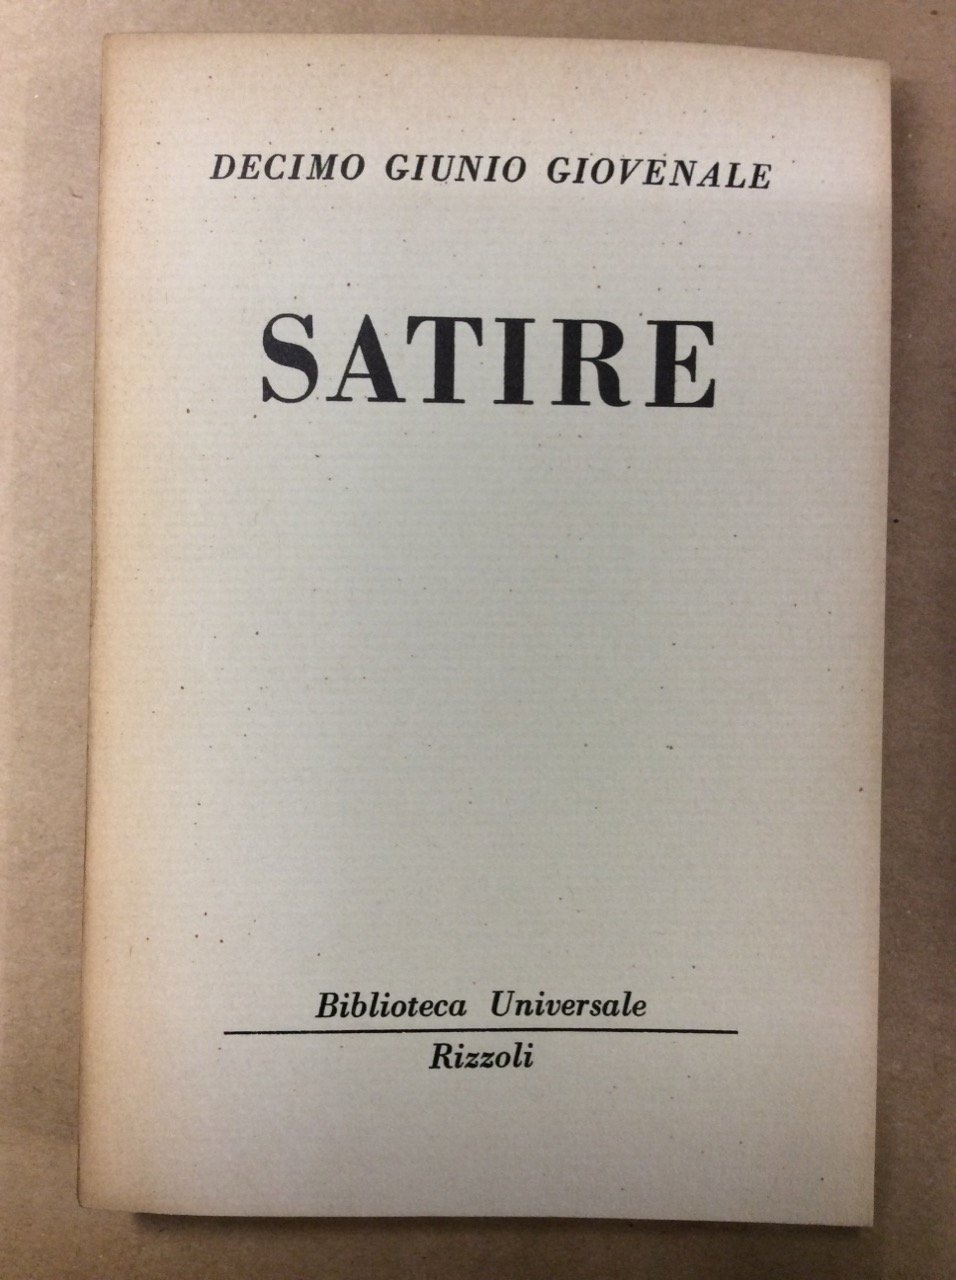 DECIMO GIUNIO GIOVENALE
SATIRE
Biblioteca Universale
Rizzoli